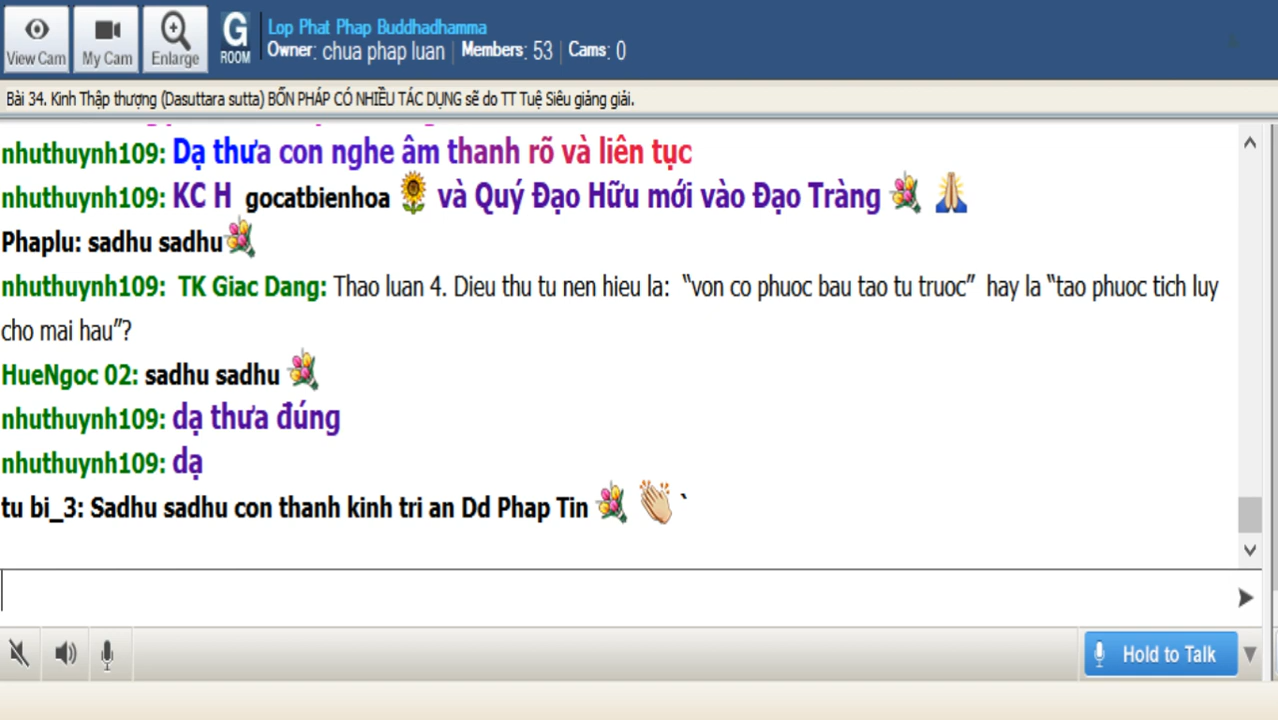 View Cam
My Cam
Enlarge
G
ROOM
Lop Phat Phap Buddhadhamma
Owner: chua phap luan | Members: 53 | Cams: 0
Bài 34. Kinh Thập thượng (Dasuttara sutta) BỐN PHÁP CÓ NHIỀU TÁC DỤNG sẽ do TT Tuệ Siêu giảng giải.
nhuthuynh109: Dạ thưa con nghe âm thanh rõ và liên tục
nhuthuynh109: KC H gocatbienhoa và Quý Đạo Hữu mới vào Đạo Tràng
Phaplu: sadhu sadhu
nhuthuynh109: TK Giac Dang: Thao luan 4. Dieu thu tu nen hieu la: "von co phuoc bau tao tu truoc" hay la "tao phuoc tich luy
cho mai hau"?
HueNgoc 02: sadhu sadhu
nhuthuynh109: dạ thưa đúng
nhuthuynh109: dạ
tu bi_3: Sadhu sadhu con thanh kinh tri an Dd Phap Tin `
Hold to Talk